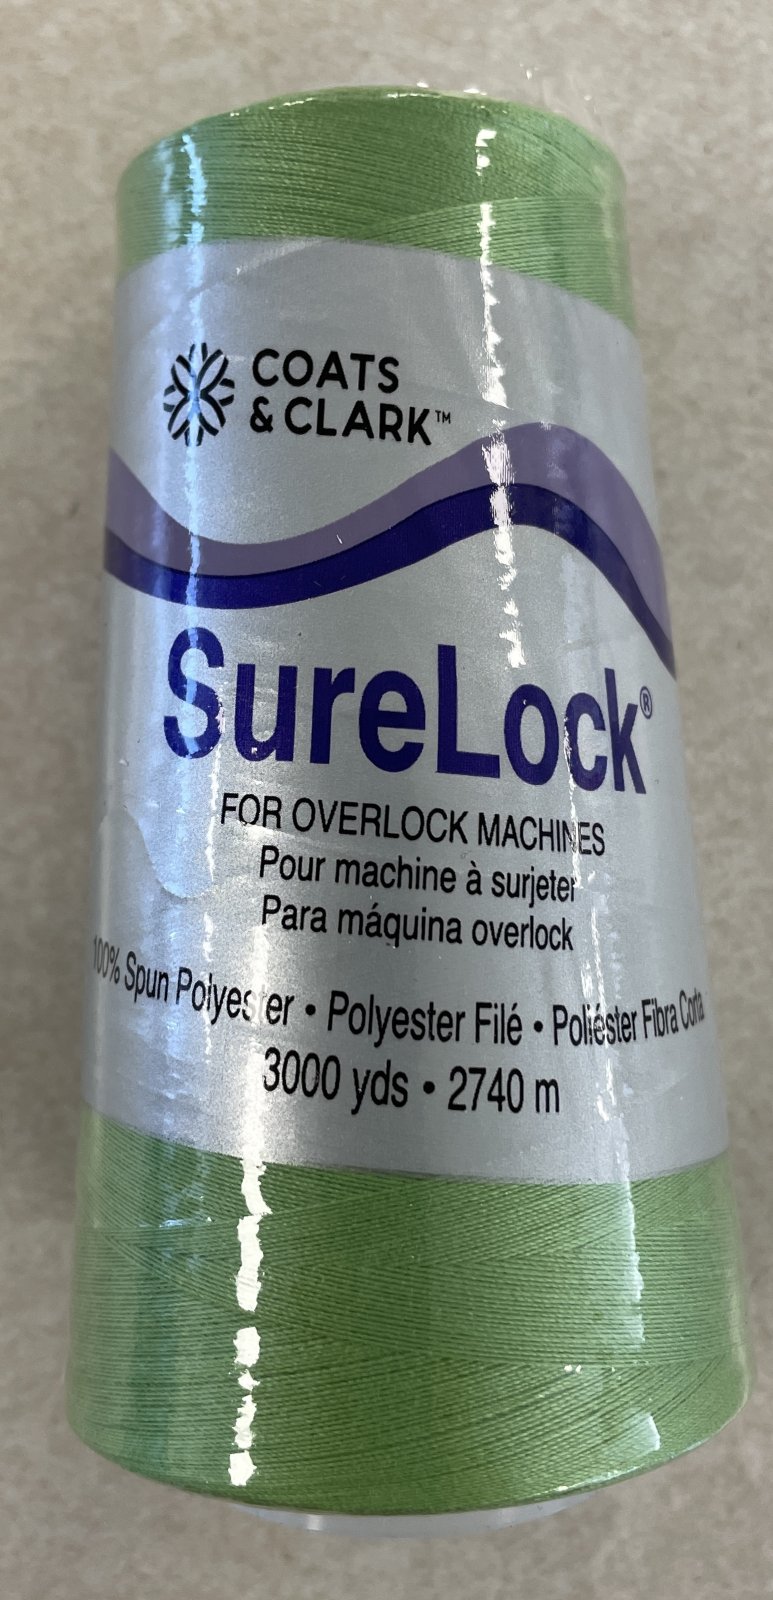 COATS
& CLARK™
SureLock®
FOR OVERLOCK MACHINES
Pour machine à surjeter
Para máquina overlock
100% Spun Polyester • Polyester Filé • Poliéster Fibra Corta
3000 yds • 2740 m